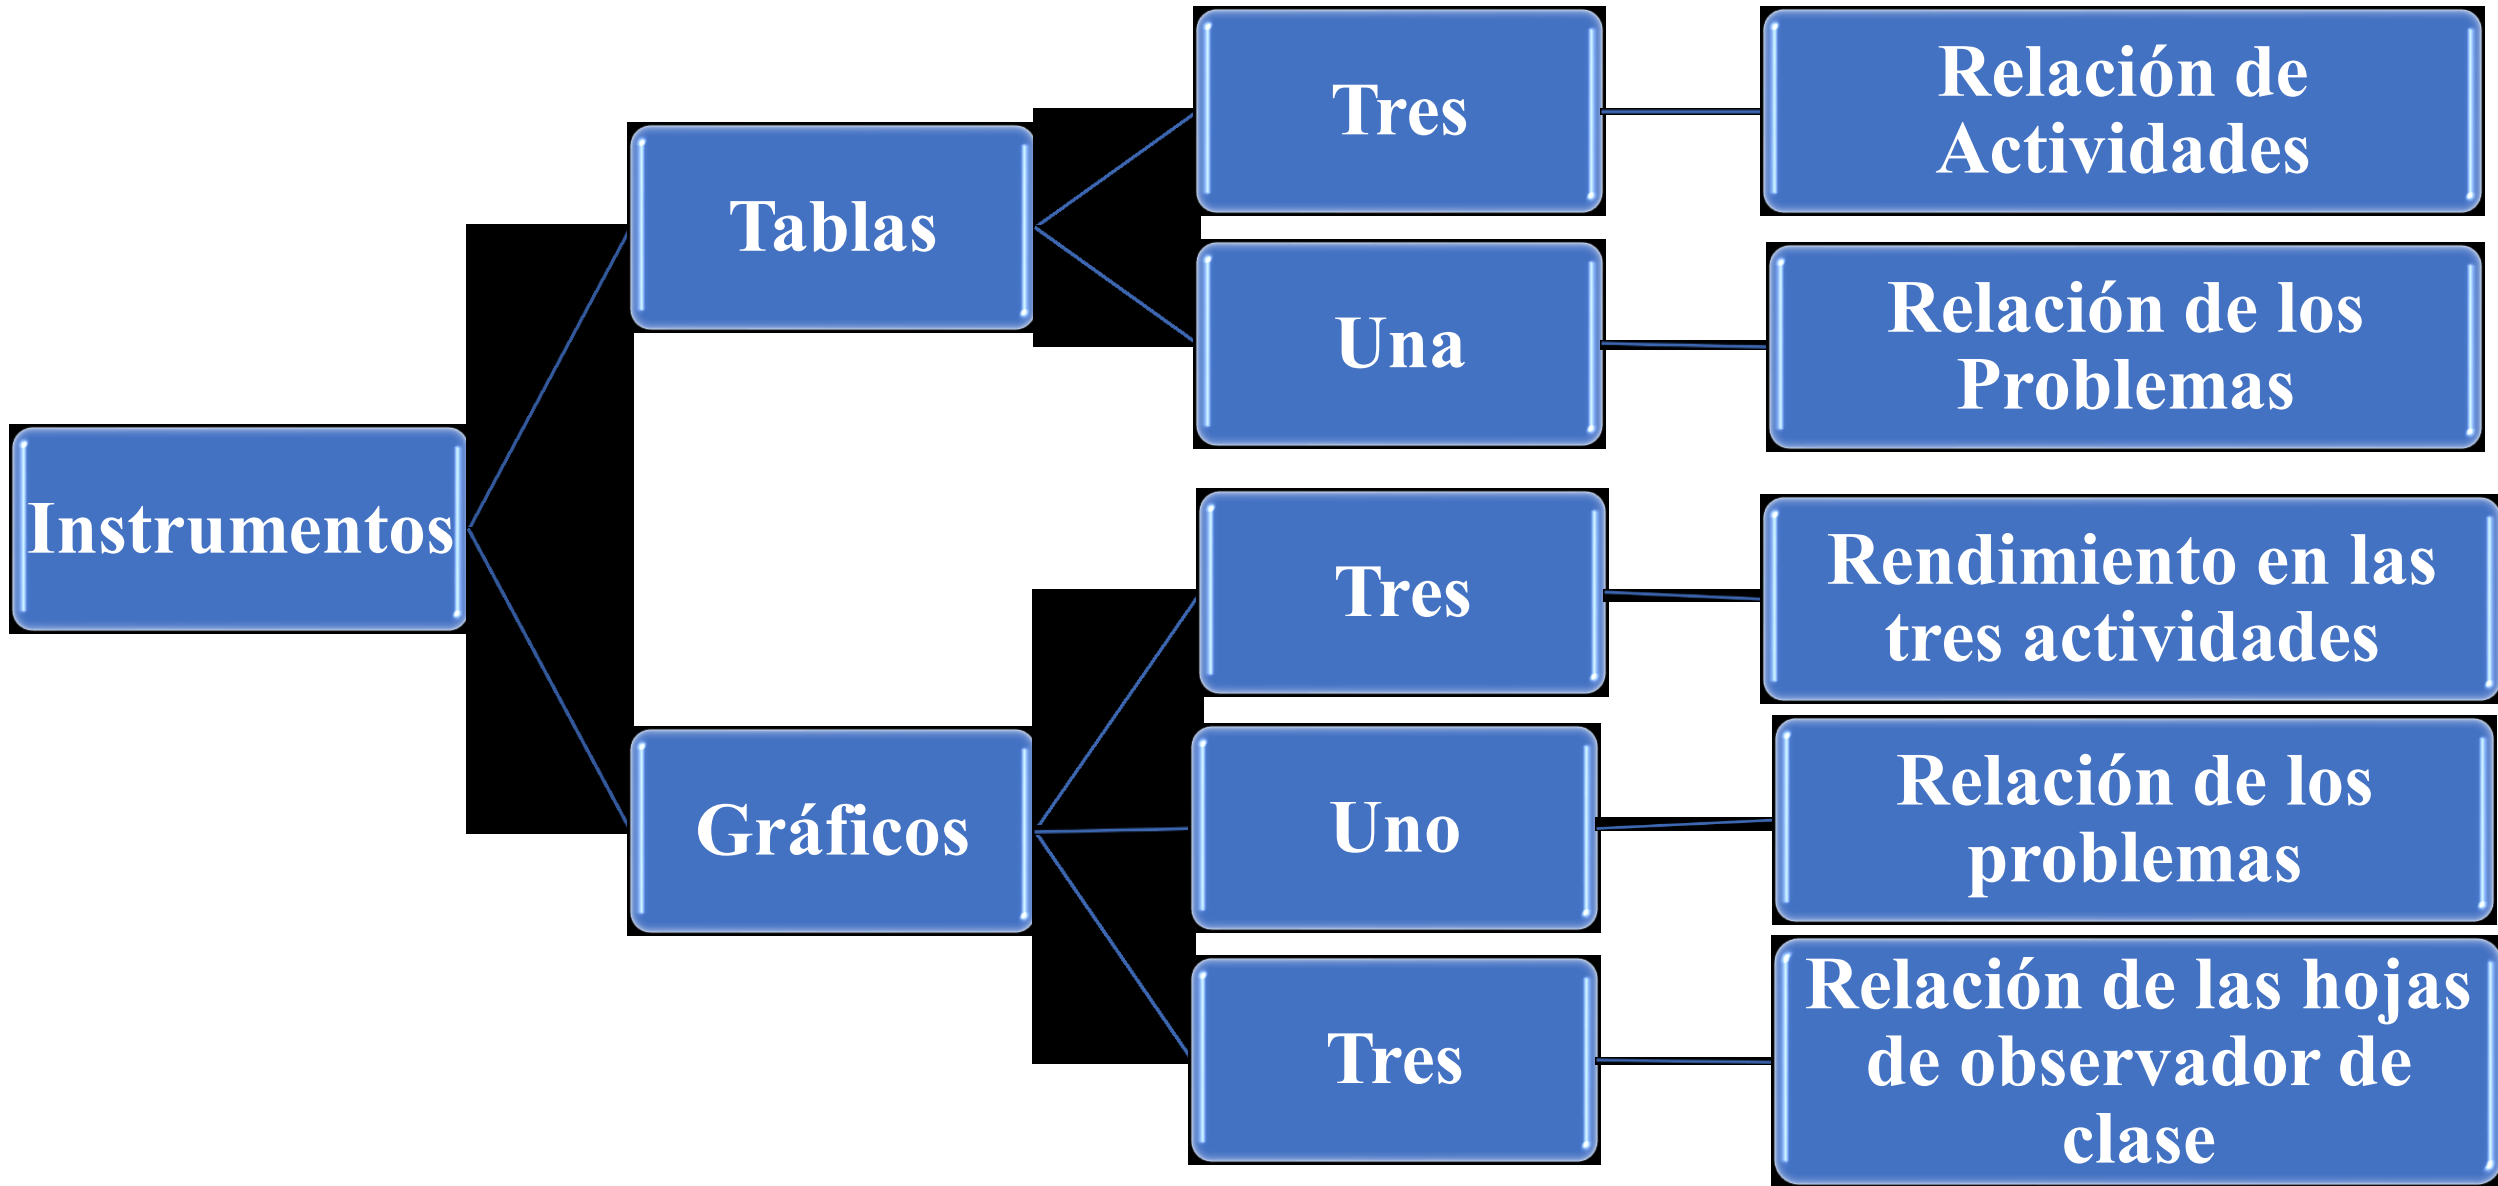 Instrumentos
Tablas
Tres
Relación de
Actividades
Una
Relación de los
Problemas
Gráficos
Tres
Rendimiento en las
tres actividades
Uno
Relación de los
problemas
Tres
Relación de las hojas
de observador de
clase